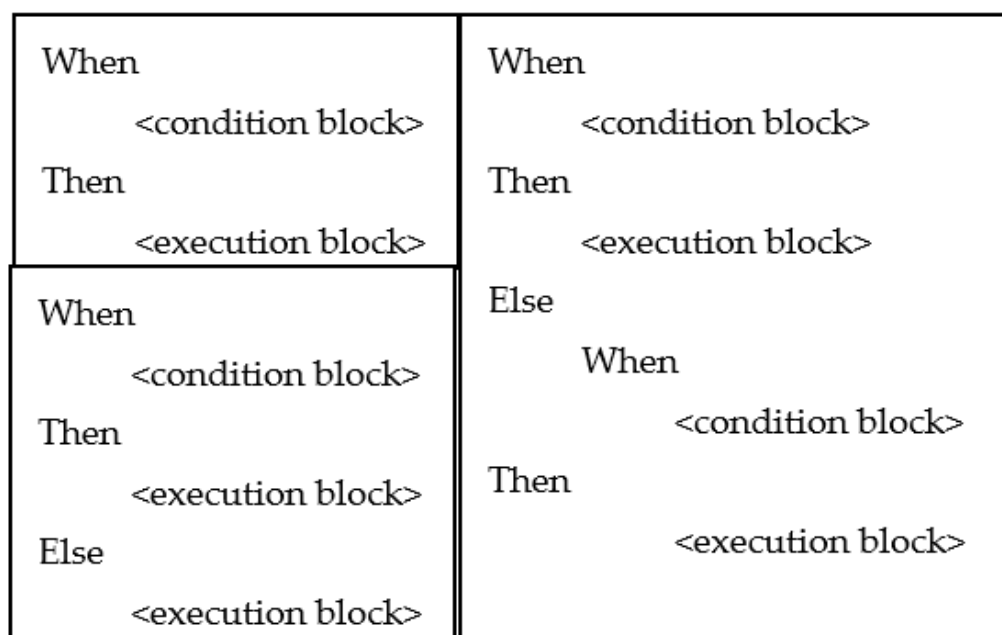 When
<condition block>
Then
<execution block>
When
<condition block>
Then
<execution block>
Else
<execution block>
When
<condition block>
Then
<execution block>
Else
When
<condition block>
Then
<execution block>